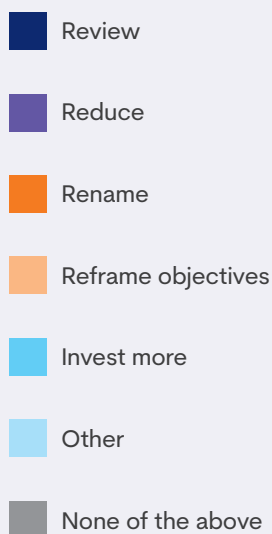 Review
Reduce
Rename
Reframe objectives
Invest more
Other
None of the above